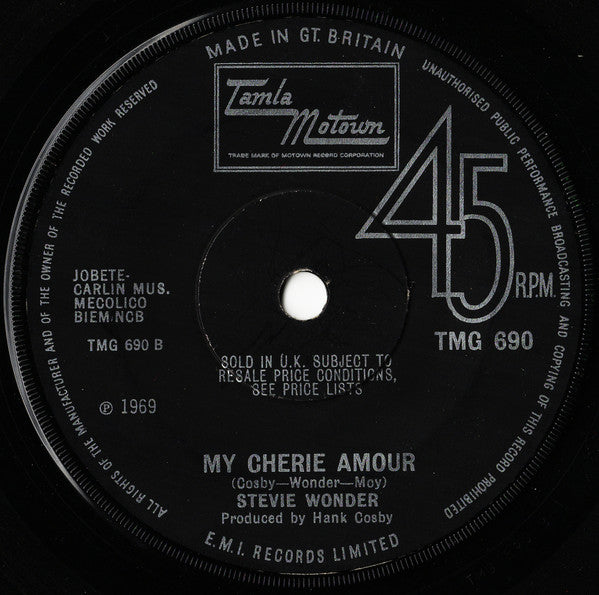 MADE IN GT. BRITAIN
UNAUTHORISED PUBLIC PERFORMANCE BROADCASTING AND COPYING OF THIS RECORD PROHIBITED
ALL RIGHTS OF THE MANUFACTURER AND OF THE OWNER OF THE RECORDED WORK RESERVED
Tamla
Motown
TRADE MARK OF MOTOWN RECORD CORPORATION
45
R.P.M.
JOBETE-
CARLIN MUS.
MECOLICO
BIEM.NCB
TMG 690 B
TMG 690
SOLD IN U.K. SUBJECT TO
RESALE PRICE CONDITIONS,
SEE PRICE LISTS
℗ 1969
MY CHERIE AMOUR
(Cosby—Wonder—Moy)
STEVIE WONDER
Produced by Hank Cosby
E.M.I. RECORDS LIMITED